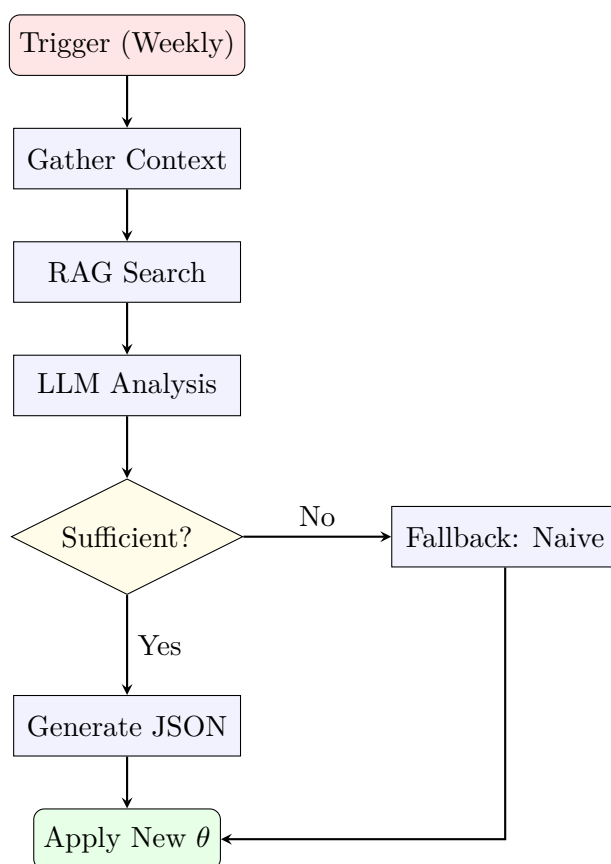 Trigger (Weekly)
Gather Context
RAG Search
LLM Analysis
Sufficient?
No
Fallback: Naive
Yes
Generate JSON
Apply New θ